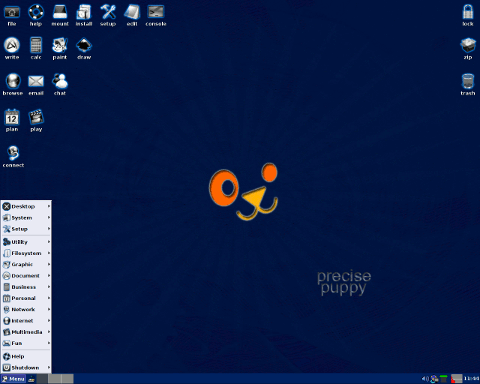 file help mount install setup edit console lock
write calc paint draw zip
browse email chat trash
12
plan play
connect
precise
puppy
Desktop
System
Setup
Utility
Filesystem
Graphic
Document
Business
Personal
Network
Internet
Multimedia
Fun
Help
Shutdown
Menu